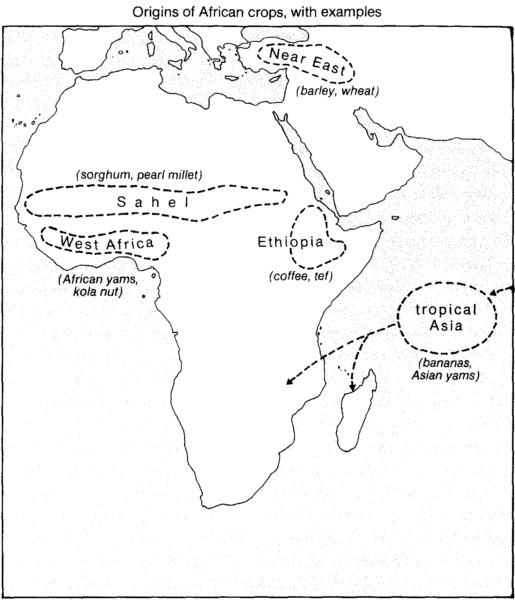 Origins of African crops, with examples
Near East
(barley, wheat)
(sorghum, pearl millet)
Sahel
West Africa
(African yams,
kola nut)
Ethiopia
(coffee, tef)
tropical
Asia
(bananas,
Asian yams)